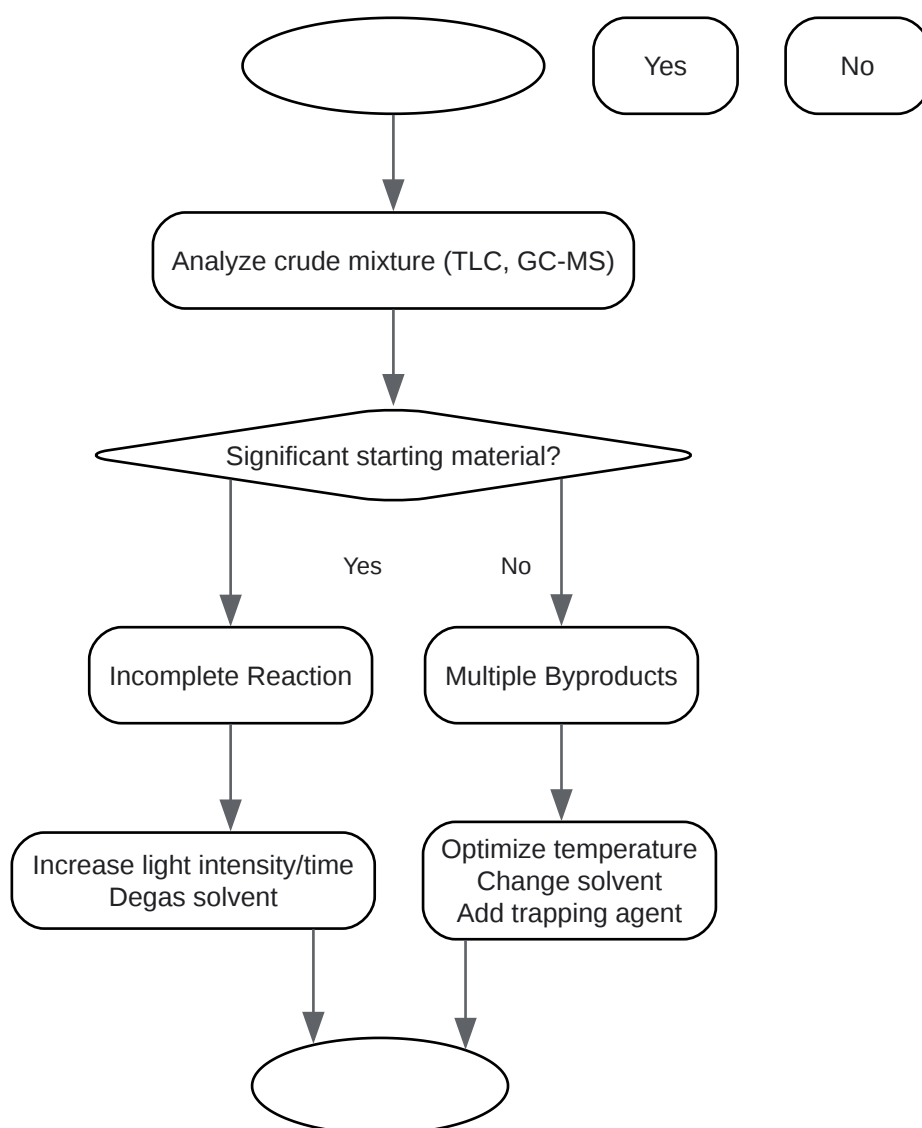 Yes
No
Analyze crude mixture (TLC, GC-MS)
Significant starting material?
Yes
No
Incomplete Reaction
Multiple Byproducts
Increase light intensity/time
Degas solvent
Optimize temperature
Change solvent
Add trapping agent